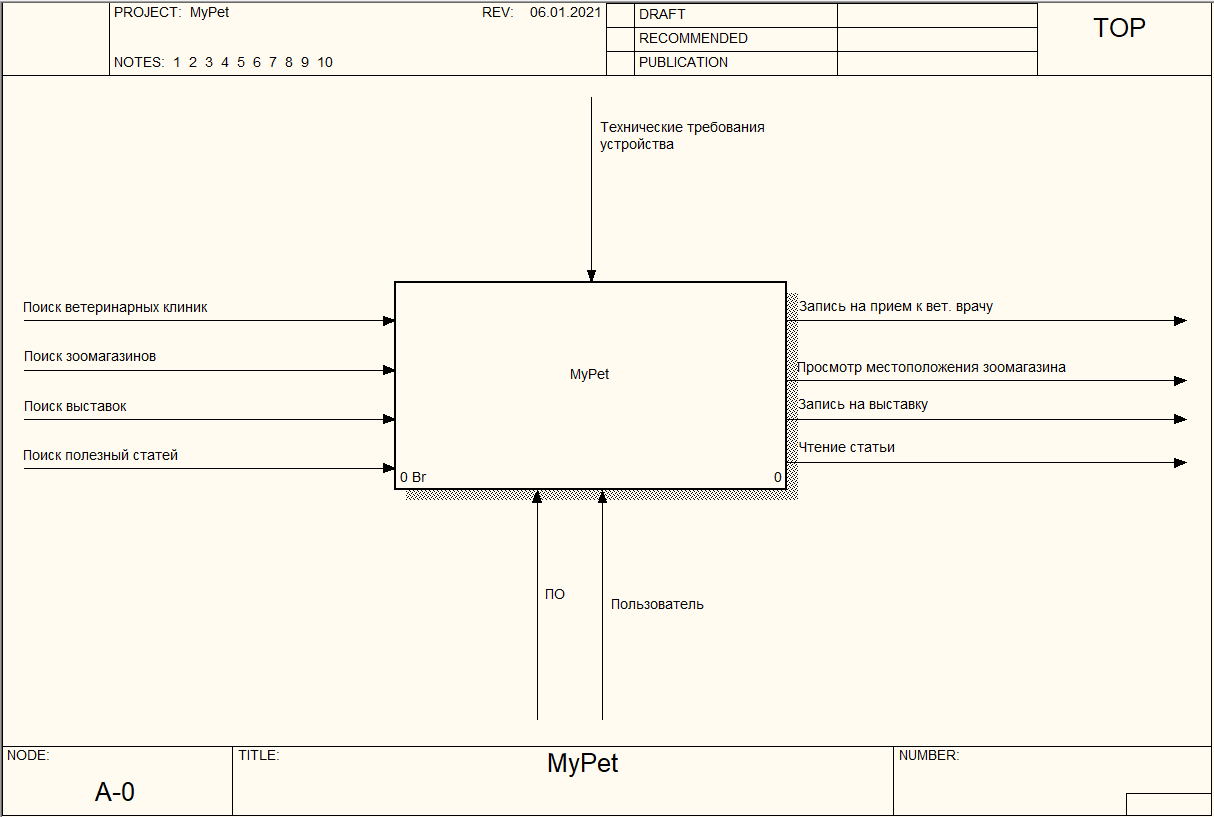 PROJECT: MyPet
REV: 06.01.2021
DRAFT
TOP
RECOMMENDED
NOTES: 1 2 3 4 5 6 7 8 9 10
PUBLICATION
Технические требования
устройства
Поиск ветеринарных клиник
Запись на прием к вет. врачу
Поиск зоомагазинов
Просмотр местоположения зоомагазина
MyPet
Поиск выставок
Запись на выставку
Поиск полезный статей
Чтение статьи
0 Br
0
ПО
Пользователь
NODE:
TITLE:
MyPet
NUMBER:
A-0